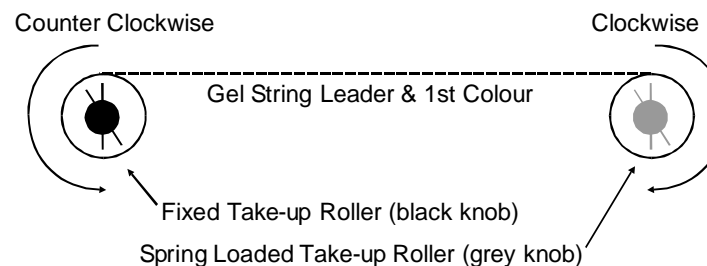 Counter Clockwise
Clockwise
Gel String Leader & 1st Colour
Fixed Take-up Roller (black knob)
Spring Loaded Take-up Roller (grey knob)